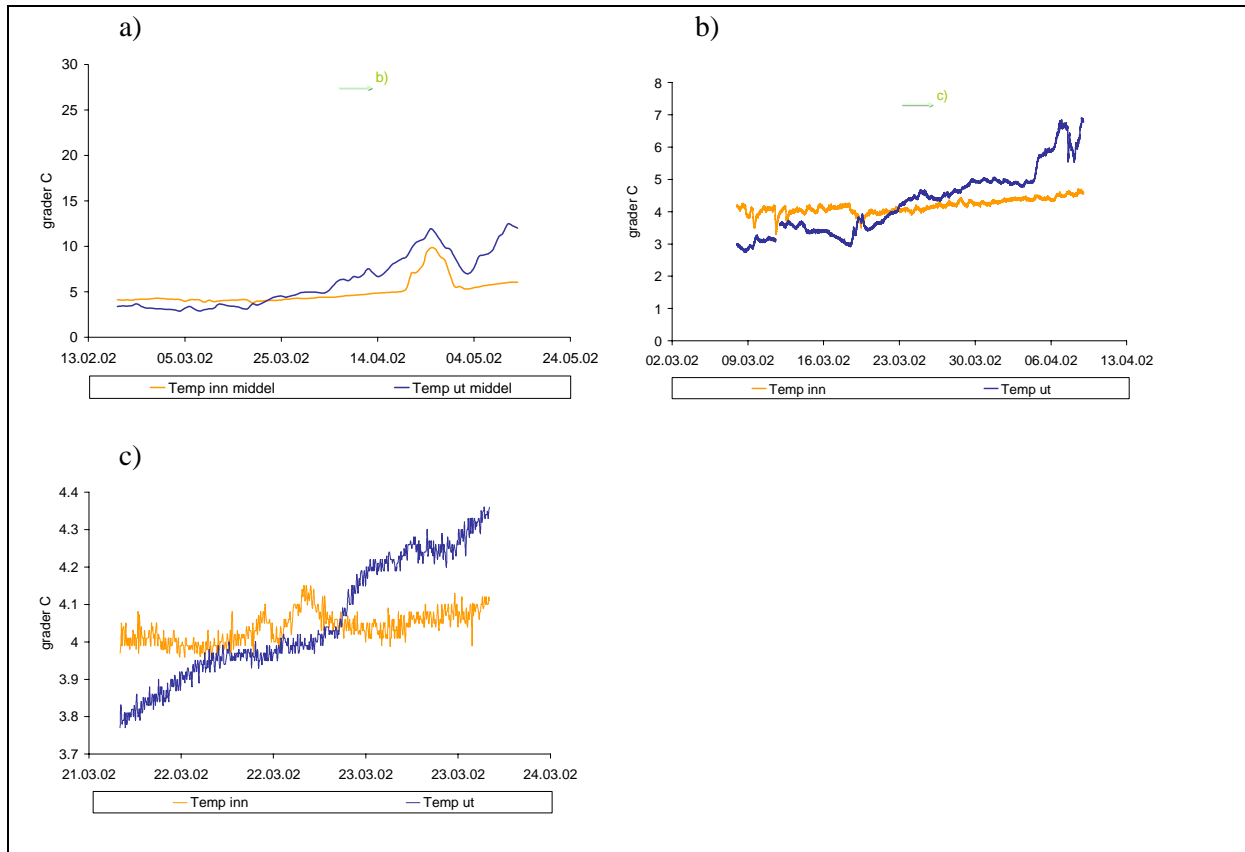 a)
30
25
20
15
10
5
0
grader C
b)
13.02.02 05.03.02 25.03.02 14.04.02 04.05.02 24.05.02
Temp inn middel Temp ut middel
b)
8
7
6
5
4
3
2
1
0
grader C
c)
02.03.02 09.03.02 16.03.02 23.03.02 30.03.02 06.04.02 13.04.02
Temp inn Temp ut
c)
4.4
4.3
4.2
4.1
4
3.9
3.8
3.7
grader C
21.03.02 22.03.02 22.03.02 23.03.02 23.03.02 24.03.02
Temp inn Temp ut